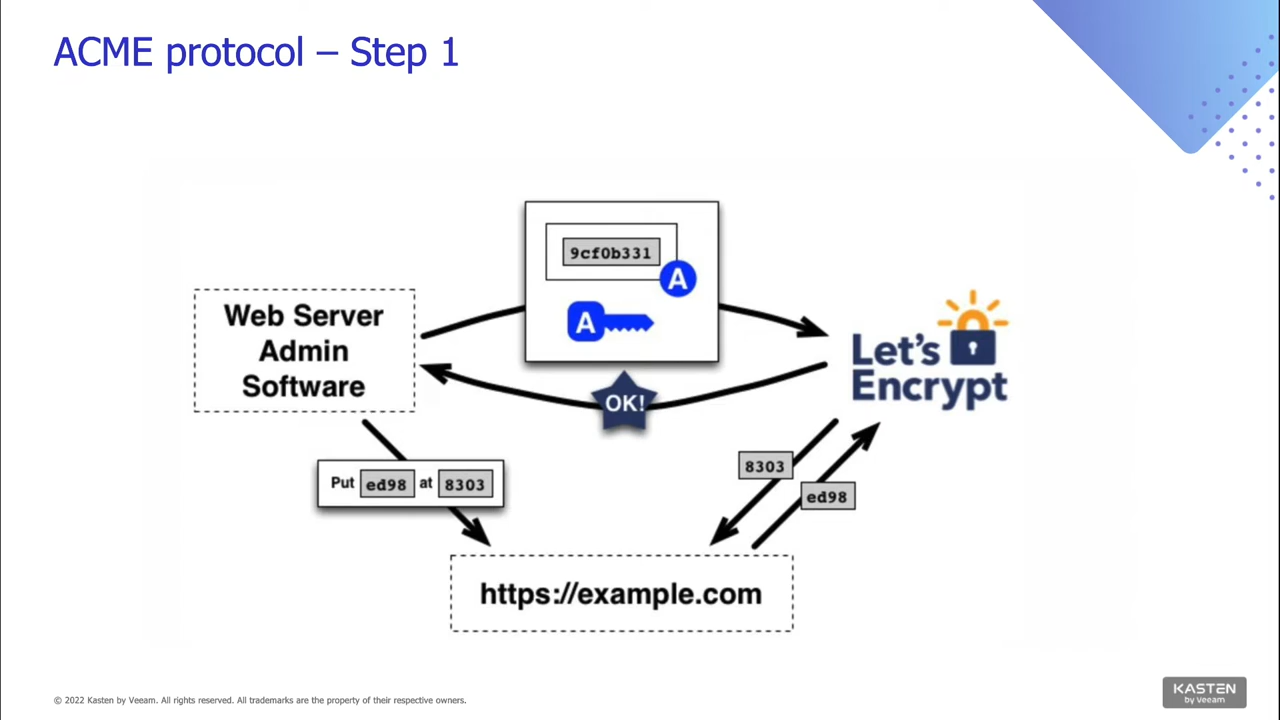 ACME protocol – Step 1
9cf0b331
A
A
Web Server
Admin
Software
Let's
Encrypt
OK!
Put ed98 at 8303
8303
ed98
https://example.com
© 2022 Kasten by Veeam. All rights reserved. All trademarks are the property of their respective owners.
KASTEN
by Veeam